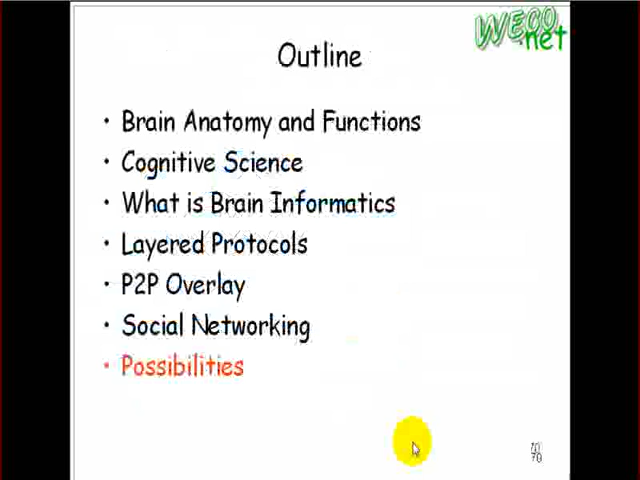 WECO
.net
Outline
• Brain Anatomy and Functions
• Cognitive Science
• What is Brain Informatics
• Layered Protocols
• P2P Overlay
• Social Networking
• Possibilities